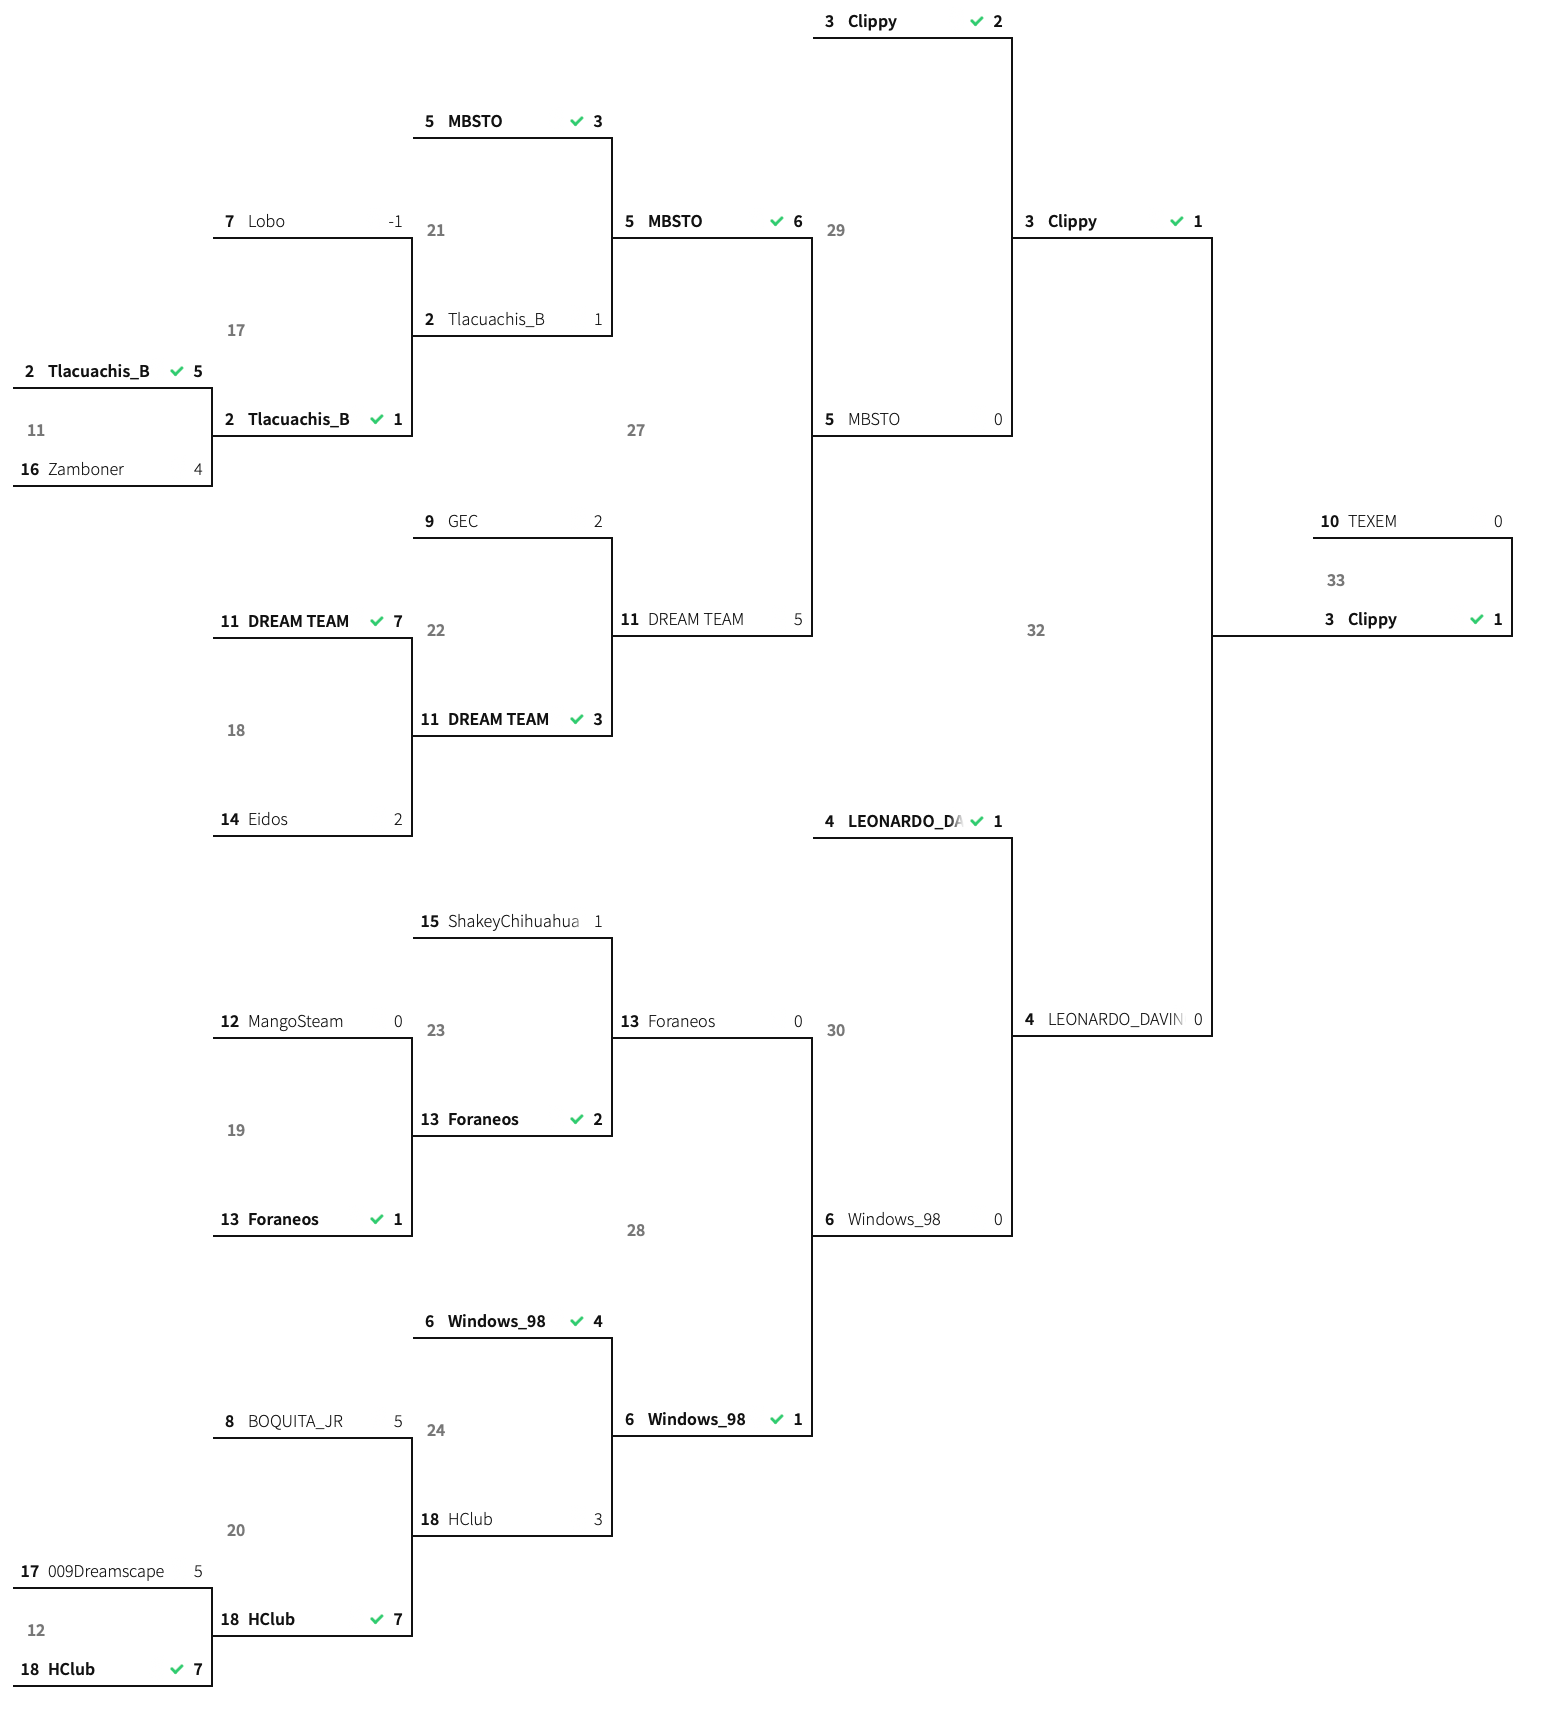 3 Clippy 2
5 MBSTO 3
7 Lobo -1
21
5 MBSTO 6
29
3 Clippy 1
2 Tlacuachis_B 1
17
2 Tlacuachis_B 5
11
2 Tlacuachis_B 1
27
5 MBSTO 0
16 Zamboner 4
9 GEC 2
10 TEXEM 0
33
11 DREAM TEAM 7
22
11 DREAM TEAM 5
32
3 Clippy 1
18
11 DREAM TEAM 3
14 Eidos 2
4 LEONARDO_DA 1
15 ShakeyChihuahua 1
12 MangoSteam 0
23
13 Foraneos 0
30
4 LEONARDO_DAVIN 0
19
13 Foraneos 2
13 Foraneos 1
28
6 Windows_98 0
6 Windows_98 4
8 BOQUITA_JR 5
24
6 Windows_98 1
20
18 HClub 3
17 009Dreamscape 5
12
18 HClub 7
18 HClub 7